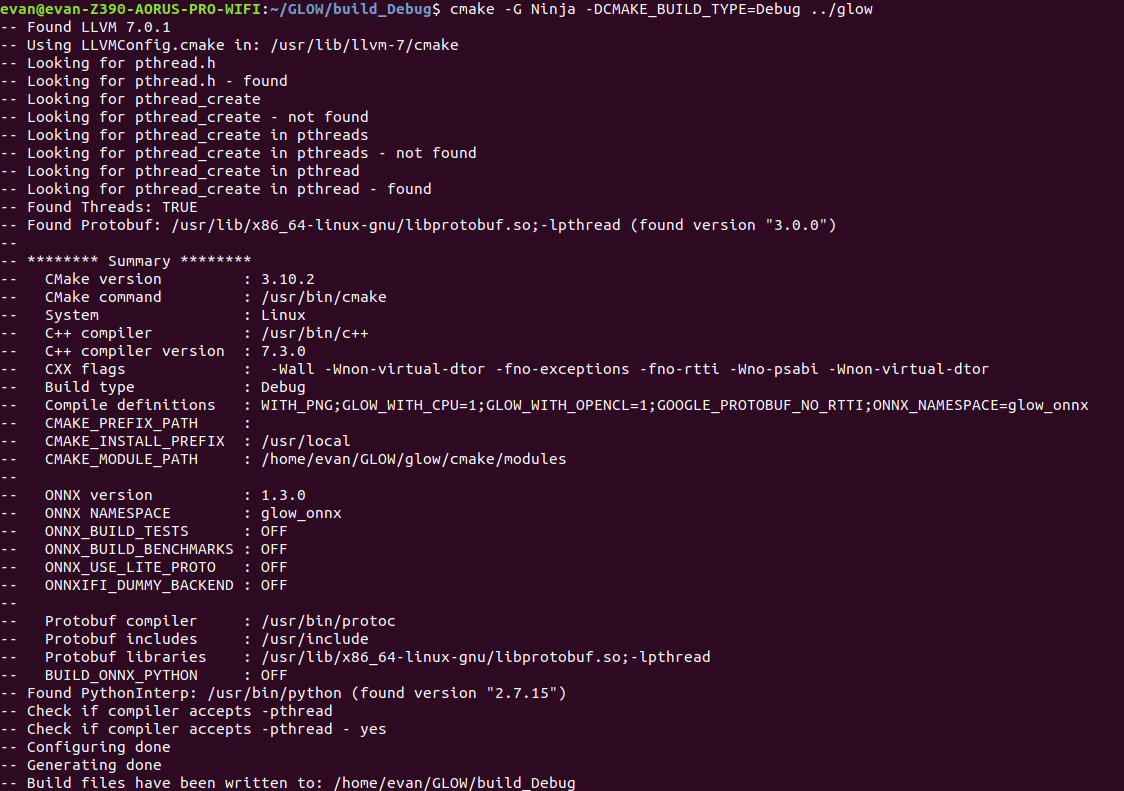 evan@evan-Z390-AORUS-PRO-WIFI:~/GLOW/build_Debug$ cmake -G Ninja -DCMAKE_BUILD_TYPE=Debug ../glow
-- Found LLVM 7.0.1
-- Using LLVMConfig.cmake in: /usr/lib/llvm-7/cmake
-- Looking for pthread.h
-- Looking for pthread.h - found
-- Looking for pthread_create
-- Looking for pthread_create - not found
-- Looking for pthread_create in pthreads
-- Looking for pthread_create in pthreads - not found
-- Looking for pthread_create in pthread
-- Looking for pthread_create in pthread - found
-- Found Threads: TRUE
-- Found Protobuf: /usr/lib/x86_64-linux-gnu/libprotobuf.so;-lpthread (found version "3.0.0")
--
-- ******** Summary ********
--   CMake version         : 3.10.2
--   CMake command         : /usr/bin/cmake
--   System                : Linux
--   C++ compiler          : /usr/bin/c++
--   C++ compiler version  : 7.3.0
--   CXX flags             :  -Wall -Wnon-virtual-dtor -fno-exceptions -fno-rtti -Wno-psabi -Wnon-virtual-dtor
--   Build type            : Debug
--   Compile definitions   : WITH_PNG;GLOW_WITH_CPU=1;GLOW_WITH_OPENCL=1;GOOGLE_PROTOBUF_NO_RTTI;ONNX_NAMESPACE=glow_onnx
--   CMAKE_PREFIX_PATH     :
--   CMAKE_INSTALL_PREFIX  : /usr/local
--   CMAKE_MODULE_PATH     : /home/evan/GLOW/glow/cmake/modules
--
--   ONNX version          : 1.3.0
--   ONNX NAMESPACE        : glow_onnx
--   ONNX_BUILD_TESTS      : OFF
--   ONNX_BUILD_BENCHMARKS : OFF
--   ONNX_USE_LITE_PROTO   : OFF
--   ONNXIFI_DUMMY_BACKEND : OFF
--
--   Protobuf compiler     : /usr/bin/protoc
--   Protobuf includes     : /usr/include
--   Protobuf libraries    : /usr/lib/x86_64-linux-gnu/libprotobuf.so;-lpthread
--   BUILD_ONNX_PYTHON     : OFF
-- Found PythonInterp: /usr/bin/python (found version "2.7.15")
-- Check if compiler accepts -pthread
-- Check if compiler accepts -pthread - yes
-- Configuring done
-- Generating done
-- Build files have been written to: /home/evan/GLOW/build_Debug